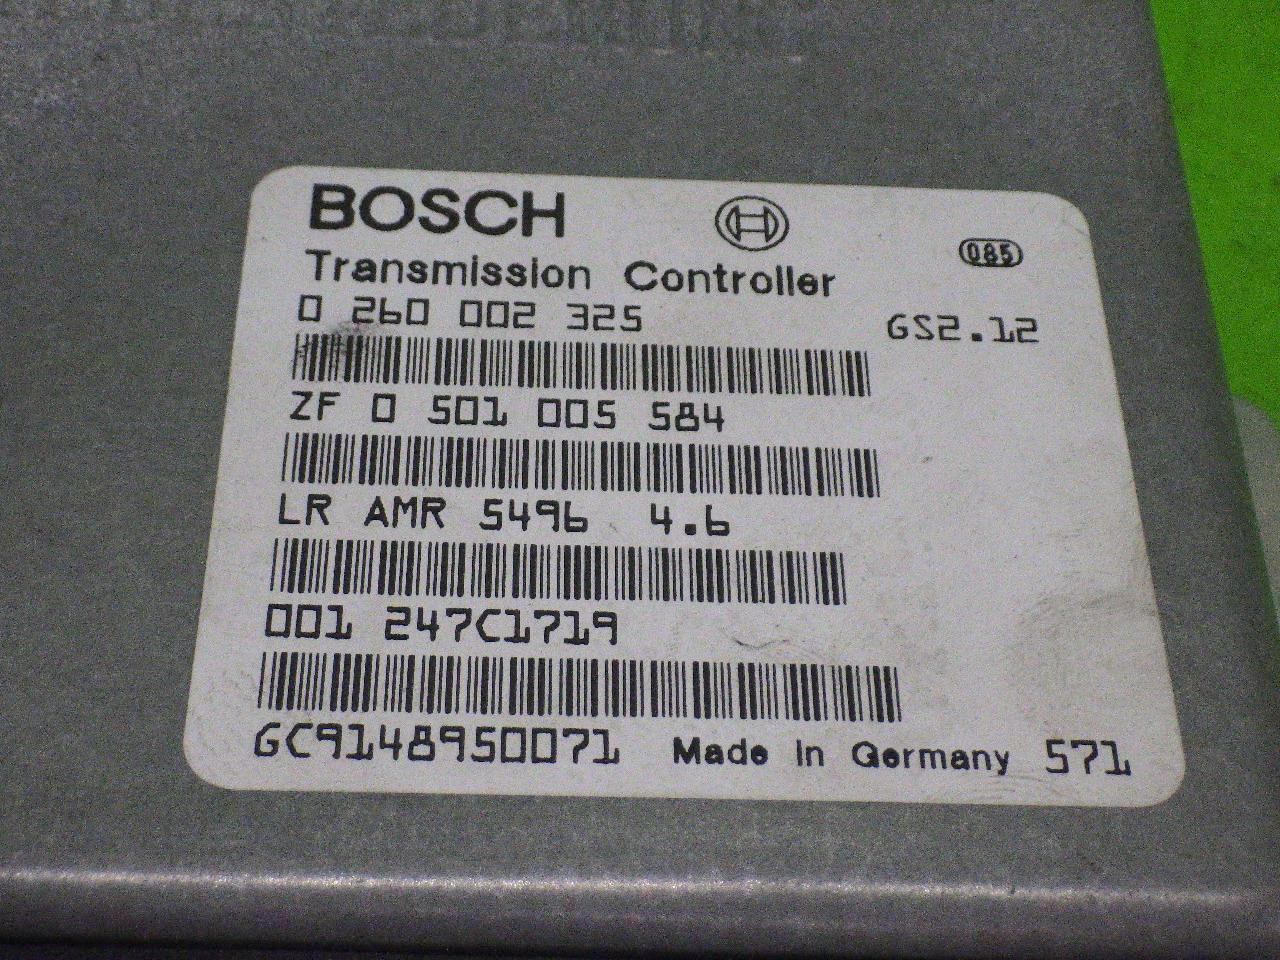 BOSCH
085
Transmission Controller
0 260 002 325
GS2.12
ZF 0 501 005 584
LR AMR 5496 4.6
001 247C1719
GC9148950071 Made in Germany 571